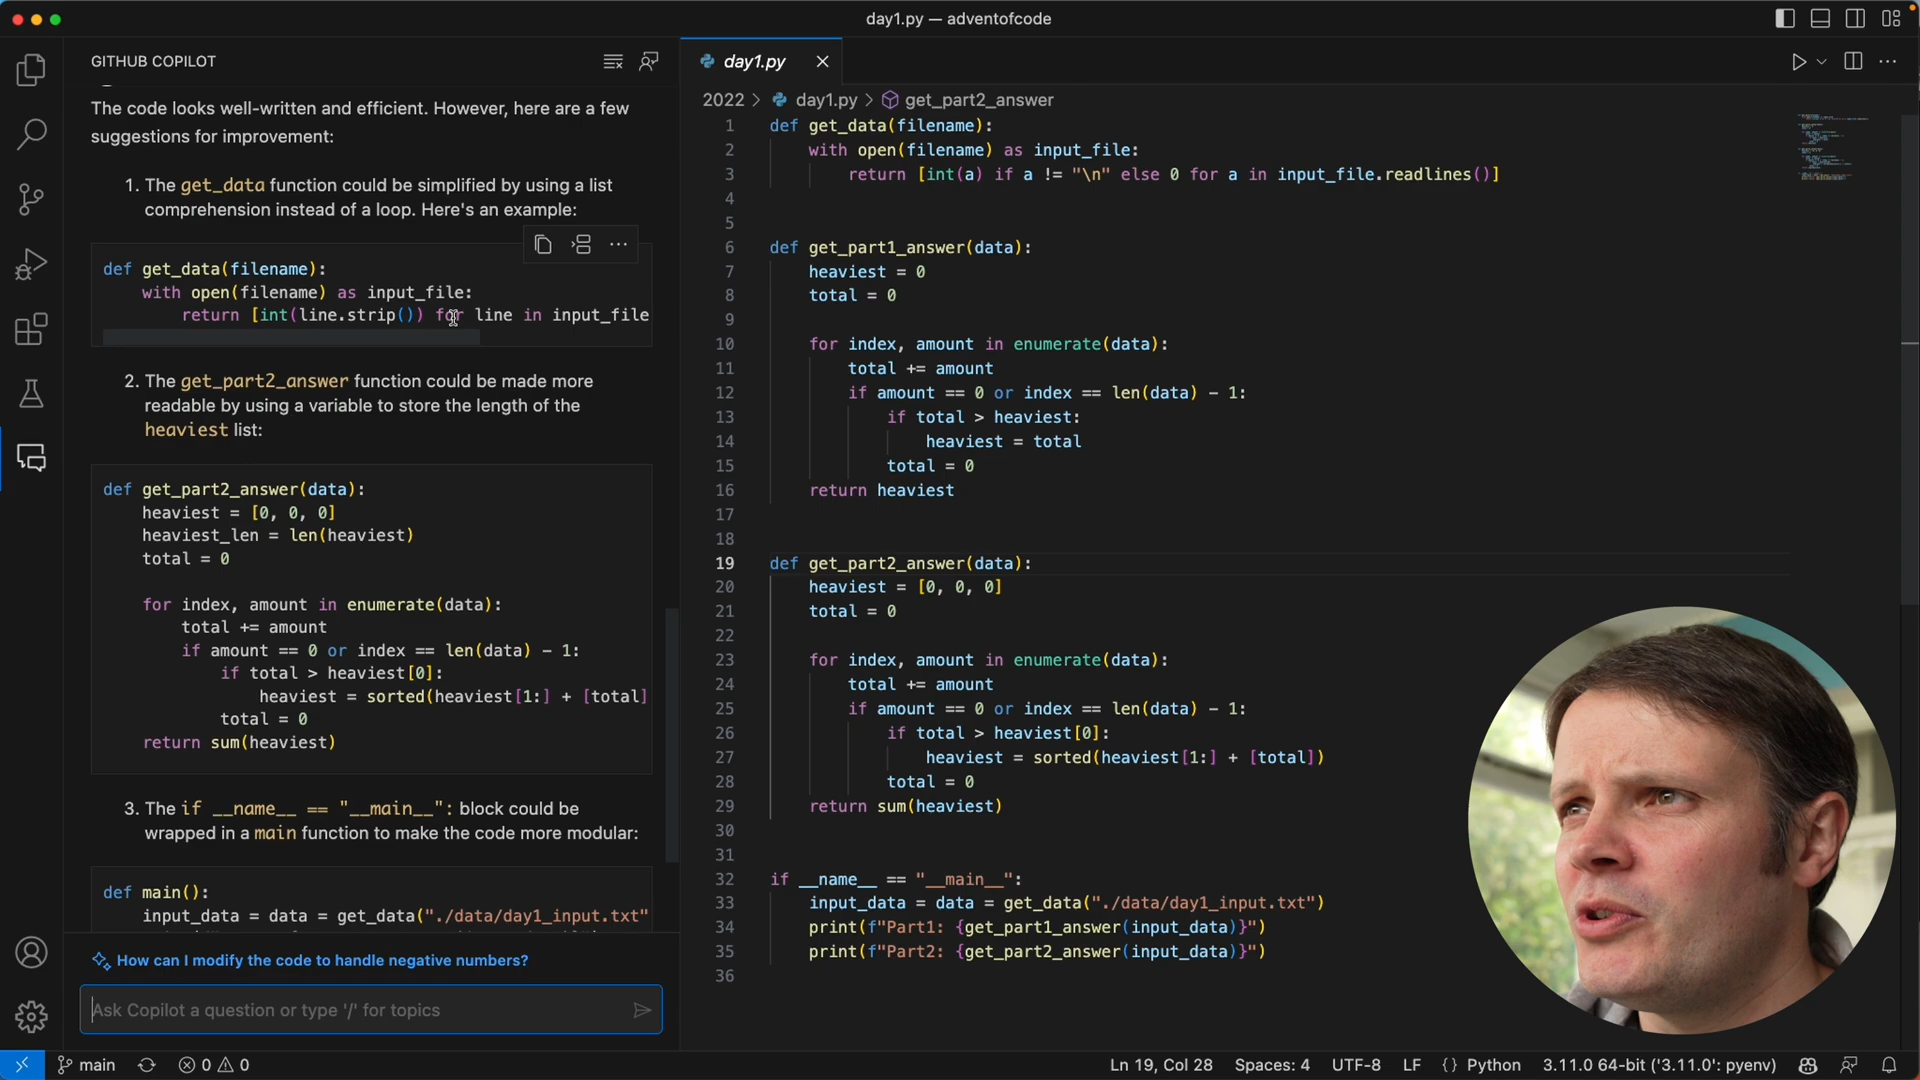 day1.py — adventofcode
GITHUB COPILOT
The code looks well-written and efficient. However, here are a few
suggestions for improvement:
1. The get_data function could be simplified by using a list
comprehension instead of a loop. Here's an example:
def get_data(filename):
with open(filename) as input_file:
return [int(line.strip()) for line in input_file
2. The get_part2_answer function could be made more
readable by using a variable to store the length of the
heaviest list:
def get_part2_answer(data):
heaviest = [0, 0, 0]
heaviest_len = len(heaviest)
total = 0
for index, amount in enumerate(data):
total += amount
if amount == 0 or index == len(data) - 1:
if total > heaviest[0]:
heaviest = sorted(heaviest[1:] + [total]
total = 0
return sum(heaviest)
3. The if __name__ == "__main__": block could be
wrapped in a main function to make the code more modular:
def main():
input_data = data = get_data("./data/day1_input.txt"
How can I modify the code to handle negative numbers?
Ask Copilot a question or type '/' for topics
day1.py
2022 > day1.py > get_part2_answer
1 def get_data(filename):
2 with open(filename) as input_file:
3 return [int(a) if a != "\n" else 0 for a in input_file.readlines()]
4
5
6 def get_part1_answer(data):
7 heaviest = 0
8 total = 0
9
10 for index, amount in enumerate(data):
11 total += amount
12 if amount == 0 or index == len(data) - 1:
13 if total > heaviest:
14 heaviest = total
15 total = 0
16 return heaviest
17
18
19 def get_part2_answer(data):
20 heaviest = [0, 0, 0]
21 total = 0
22
23 for index, amount in enumerate(data):
24 total += amount
25 if amount == 0 or index == len(data) - 1:
26 if total > heaviest[0]:
27 heaviest = sorted(heaviest[1:] + [total])
28 total = 0
29 return sum(heaviest)
30
31
32 if __name__ == "__main__":
33 input_data = data = get_data("./data/day1_input.txt")
34 print(f"Part1: {get_part1_answer(input_data)}")
35 print(f"Part2: {get_part2_answer(input_data)}")
36
main 0 0 Ln 19, Col 28 Spaces: 4 UTF-8 LF {} Python 3.11.0 64-bit ('3.11.0': pyenv)